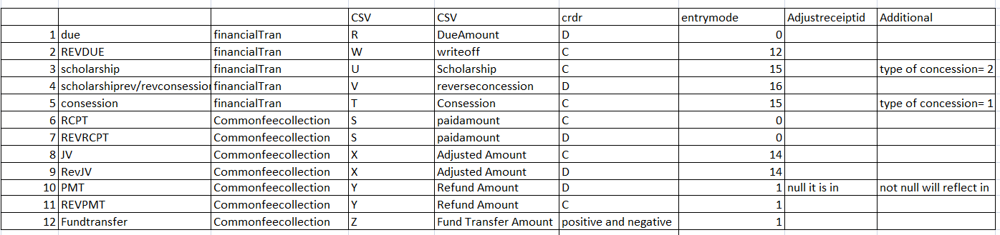 CSV CSV crdr entrymode Adjustreceiptid Additional
1 due financialTran R DueAmount D 0
2 REVDUE financialTran W writeoff C 12
3 scholarship financialTran U Scholarship C 15 type of concession= 2
4 scholarshiprev/revconsession financialTran V reverseconcession D 16
5 consession financialTran T Consession C 15 type of concession= 1
6 RCPT Commonfeecollection S paidamount C 0
7 REVRCPT Commonfeecollection S paidamount D 0
8 JV Commonfeecollection X Adjusted Amount C 14
9 RevJV Commonfeecollection X Adjusted Amount D 14
10 PMT Commonfeecollection Y Refund Amount D 1 null it is in not null will reflect in
11 REVPMT Commonfeecollection Y Refund Amount C 1
12 Fundtransfer Commonfeecollection Z Fund Transfer Amount positive and negative 1